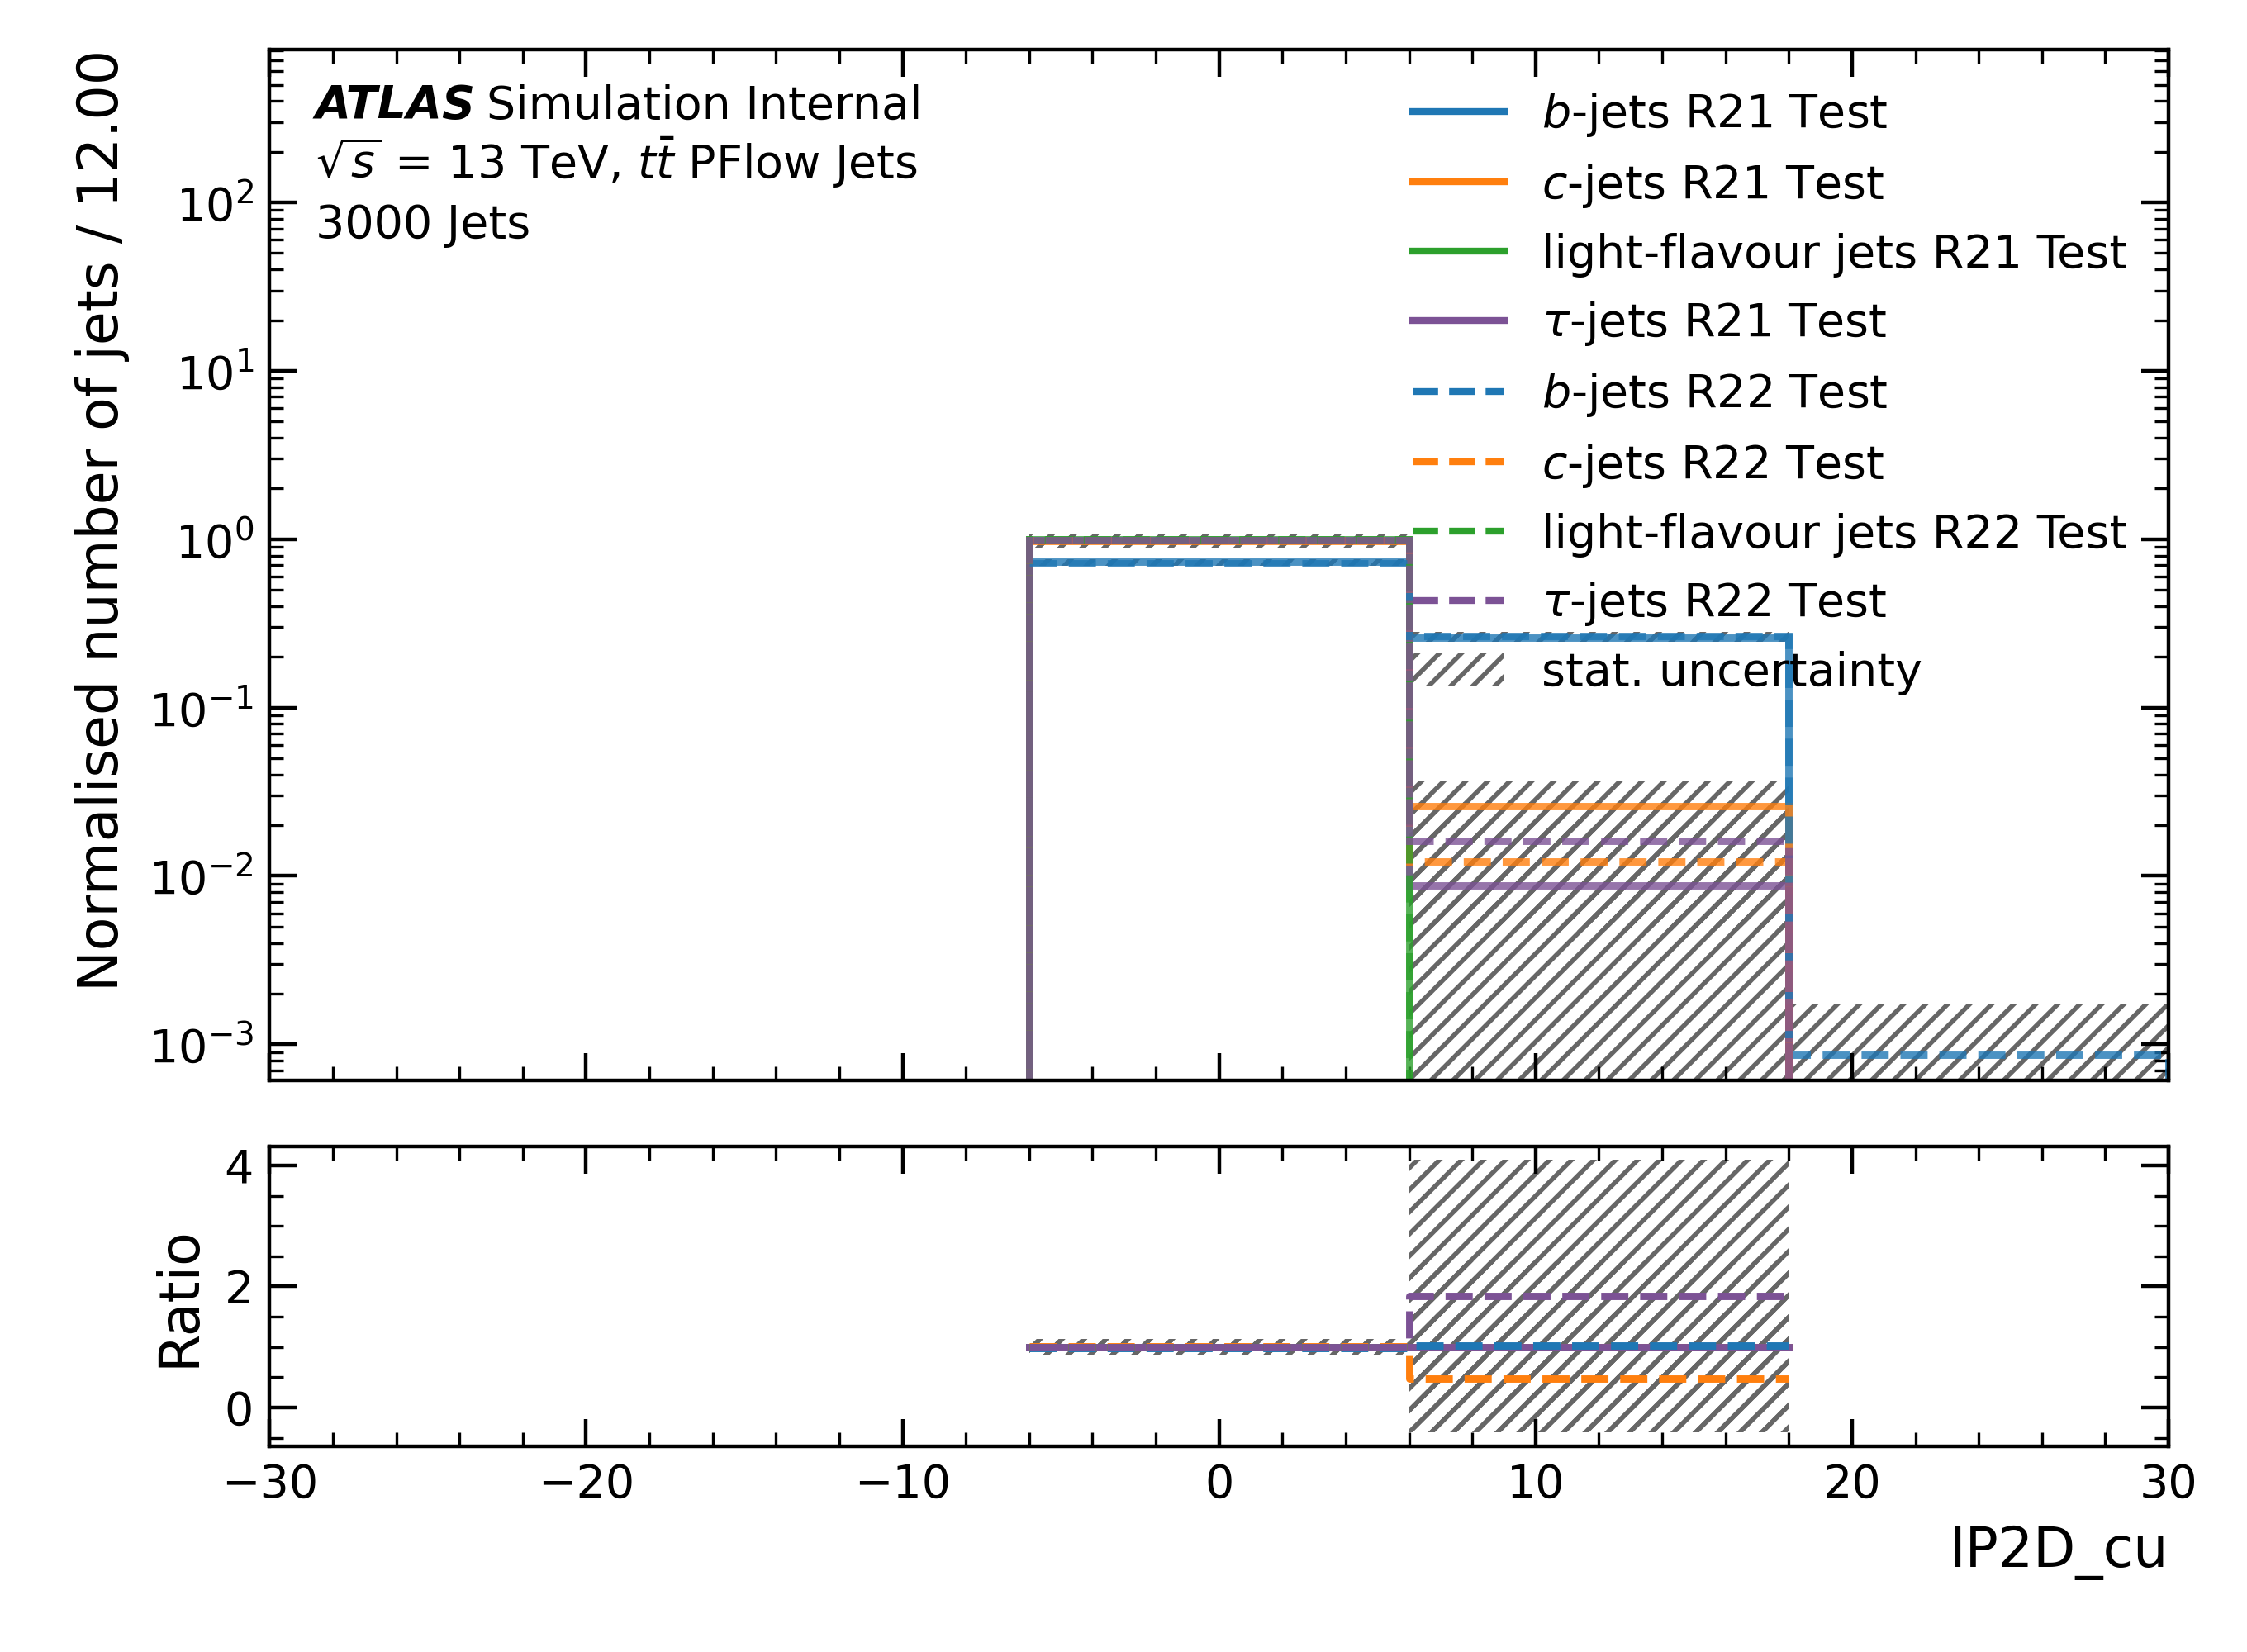 Normalised number of jets / 12.00
ATLAS Simulation Internal
√s = 13 TeV, tt̄ PFlow Jets
3000 Jets
b-jets R21 Test
c-jets R21 Test
light-flavour jets R21 Test
τ-jets R21 Test
b-jets R22 Test
c-jets R22 Test
light-flavour jets R22 Test
τ-jets R22 Test
stat. uncertainty
10²
10¹
10⁰
10⁻¹
10⁻²
10⁻³
Ratio
4
2
0
−30 −20 −10 0 10 20 30
IP2D_cu